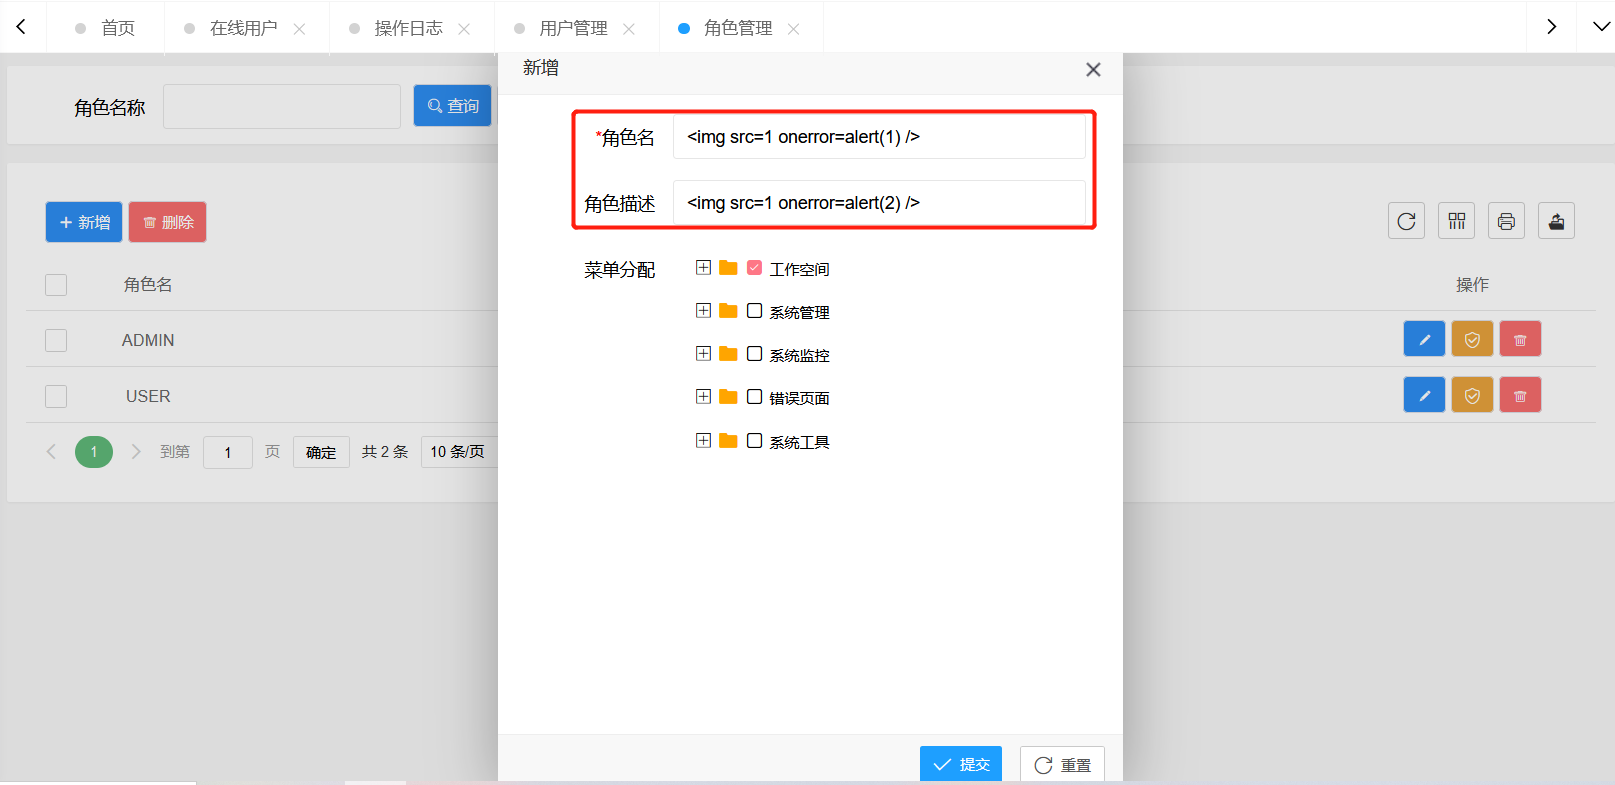 首页 在线用户 操作日志 用户管理 角色管理
新增
角色名称 查询
*角色名 <img src=1 onerror=alert(1) />
角色描述 <img src=1 onerror=alert(2) />
新增 删除
菜单分配 工作空间
系统管理
系统监控
错误页面
系统工具
角色名 操作
ADMIN
USER
1 到第 1 页 确定 共 2 条 10 条/页
提交 重置